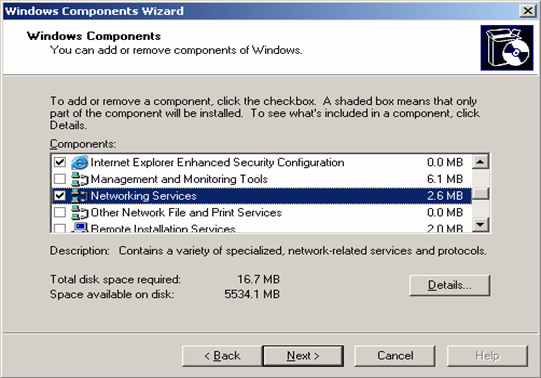 Windows Components Wizard
Windows Components
You can add or remove components of Windows.
To add or remove a component, click the checkbox. A shaded box means that only
part of the component will be installed. To see what's included in a component, click
Details.
Components:
Internet Explorer Enhanced Security Configuration 0.0 MB
Management and Monitoring Tools 6.1 MB
Networking Services 2.6 MB
Other Network File and Print Services 0.0 MB
Remote Installation Services 2.0 MB
Description: Contains a variety of specialized, network-related services and protocols.
Total disk space required: 16.7 MB
Space available on disk: 5534.1 MB
Details...
< Back Next > Cancel Help